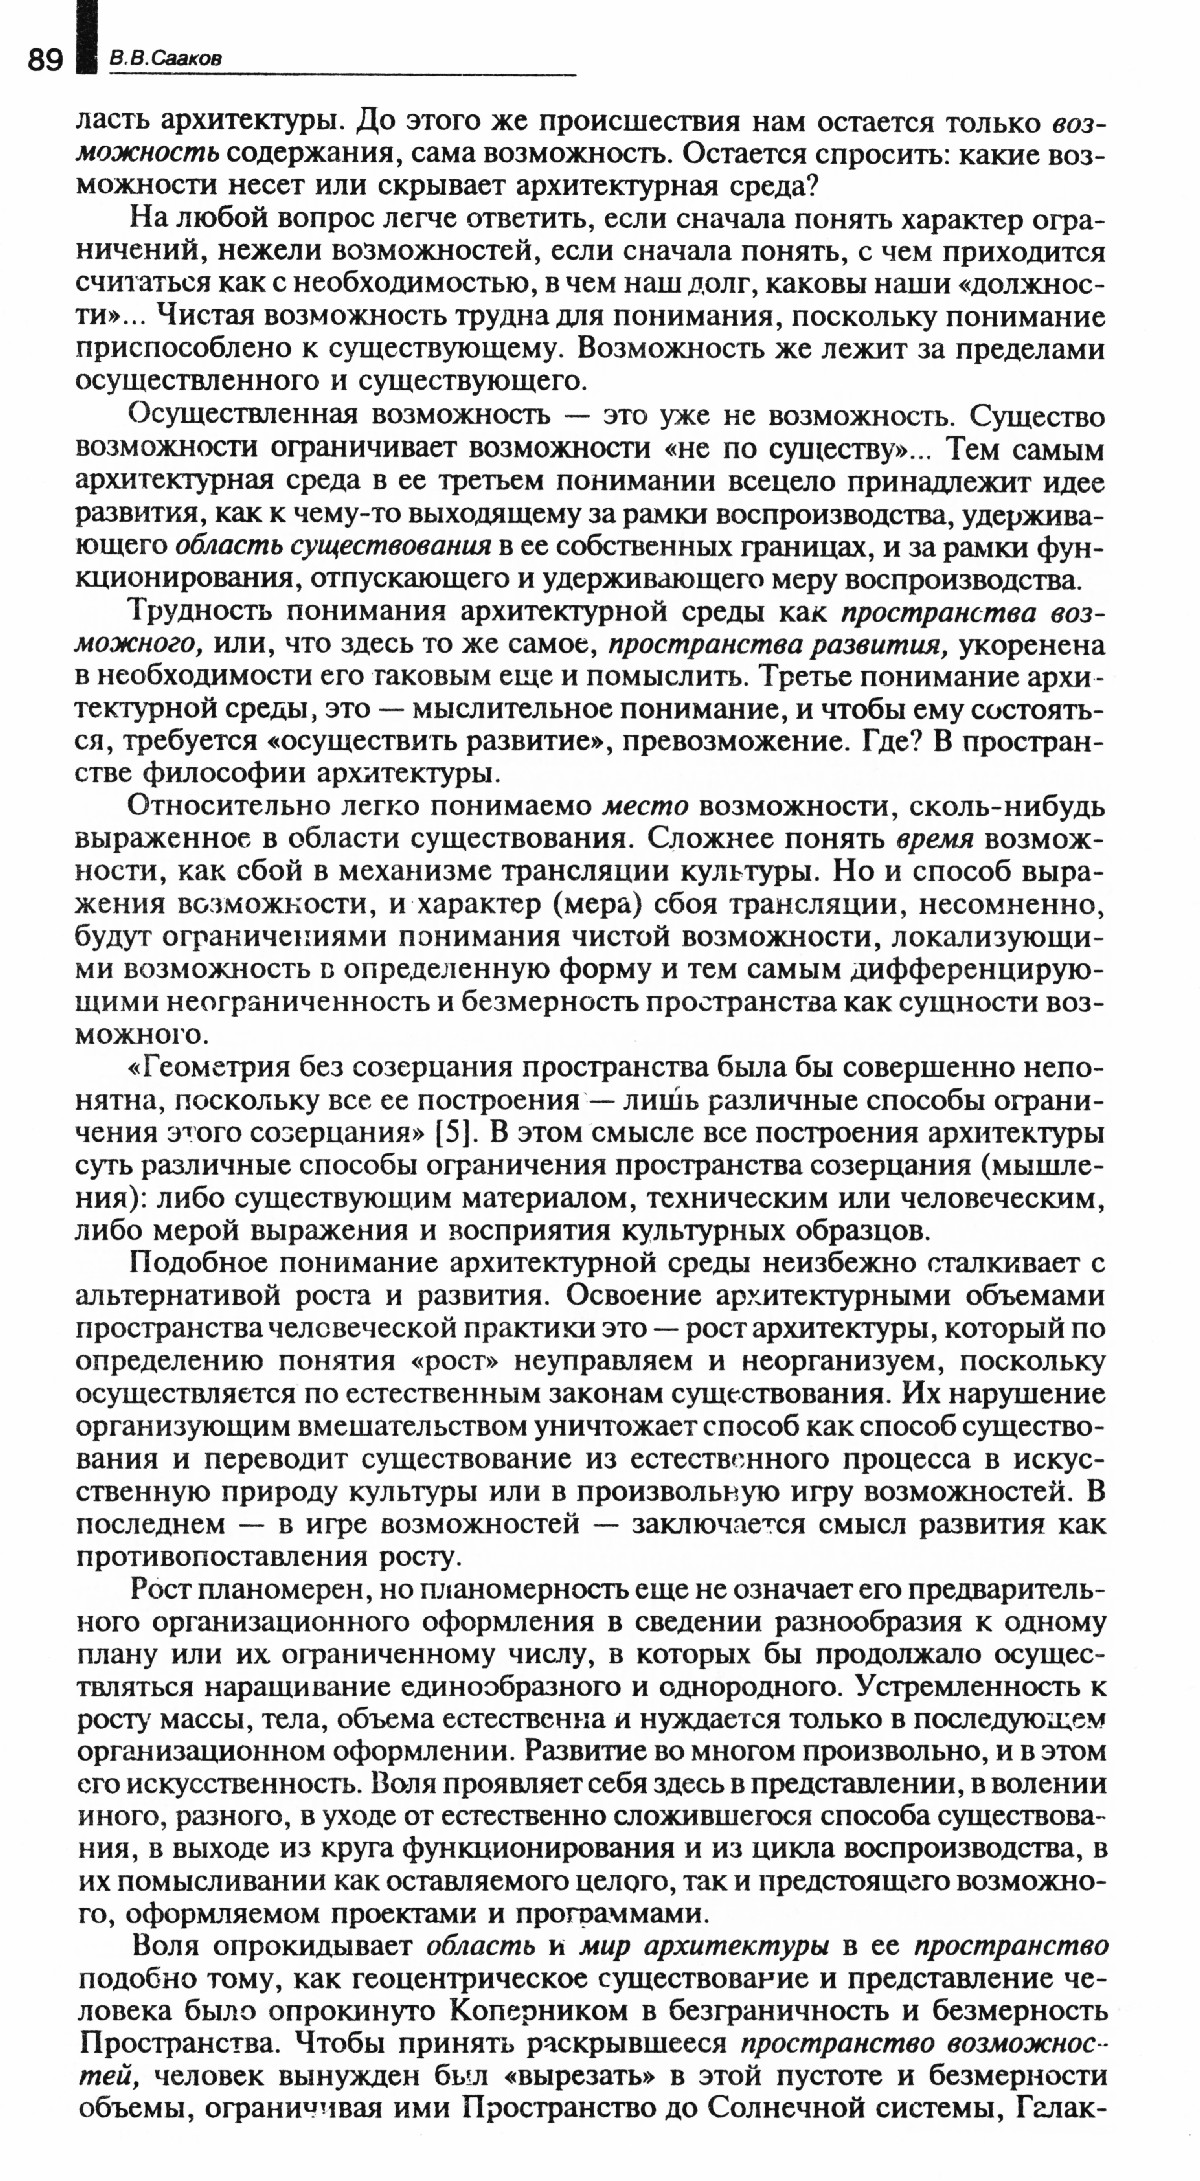 89 В.В.Сааков
ласть архитектуры. До этого же происшествия нам остается только воз-
можность содержания, сама возможность. Остается спросить: какие воз-
можности несет или скрывает архитектурная среда?
На любой вопрос легче ответить, если сначала понять характер огра-
ничений, нежели возможностей, если сначала понять, с чем приходится
считаться как с необходимостью, в чем наш долг, каковы наши «должнос-
ти»... Чистая возможность трудна для понимания, поскольку понимание
приспособлено к существующему. Возможность же лежит за пределами
осуществленного и существующего.
Осуществленная возможность — это уже не возможность. Существо
возможности ограничивает возможности «не по существу»... Тем самым
архитектурная среда в ее третьем понимании всецело принадлежит идее
развития, как к чему-то выходящему за рамки воспроизводства, удержива-
ющего область существования в ее собственных границах, и за рамки фун-
кционирования, отпускающего и удерживающего меру воспроизводства.
Трудность понимания архитектурной среды как пространства воз-
можного, или, что здесь то же самое, пространства развития, укоренена
в необходимости его таковым еще и помыслить. Третье понимание архи-
тектурной среды, это — мыслительное понимание, и чтобы ему состоять-
ся, требуется «осуществить развитие», превозможение. Где? В простран-
стве философии архитектуры.
Относительно легко понимаемо место возможности, сколь-нибудь
выраженное в области существования. Сложнее понять время возмож-
ности, как сбой в механизме трансляции культуры. Но и способ выра-
жения возможности, и характер (мера) сбоя трансляции, несомненно,
будут ограничениями понимания чистой возможности, локализующи-
ми возможность в определенную форму и тем самым дифференцирую-
щими неограниченность и безмерность пространства как сущности воз-
можного.
«Геометрия без созерцания пространства была бы совершенно непо-
нятна, поскольку все ее построения — лишь различные способы ограни-
чения этого созерцания» [5]. В этом смысле все построения архитектуры
суть различные способы ограничения пространства созерцания (мышле-
ния): либо существующим материалом, техническим или человеческим,
либо мерой выражения и восприятия культурных образцов.
Подобное понимание архитектурной среды неизбежно сталкивает с
альтернативой роста и развития. Освоение архитектурными объемами
пространства человеческой практики это — рост архитектуры, который по
определению понятия «рост» неуправляем и неорганизуем, поскольку
осуществляется по естественным законам существования. Их нарушение
организующим вмешательством уничтожает способ как способ существо-
вания и переводит существование из естественного процесса в искус-
ственную природу культуры или в произвольную игру возможностей. В
последнем — в игре возможностей — заключается смысл развития как
противопоставления росту.
Рост планомерен, но планомерность еще не означает его предваритель-
ного организационного оформления в сведении разнообразия к одному
плану или их ограниченному числу, в которых бы продолжало осущес-
твляться наращивание единообразного и однородного. Устремленность к
росту массы, тела, объема естественна и нуждается только в последующем
организационном оформлении. Развитие во многом произвольно, и в этом
его искусственность. Воля проявляет себя здесь в представлении, в волении
иного, разного, в уходе от естественно сложившегося способа существова-
ния, в выходе из круга функционирования и из цикла воспроизводства, в
их помысливании как оставляемого целого, так и предстоящего возможно-
го, оформляемом проектами и программами.
Воля опрокидывает область и мир архитектуры в ее пространство
подобно тому, как геоцентрическое существование и представление че-
ловека было опрокинуто Коперником в безграничность и безмерность
Пространства. Чтобы принять раскрывшееся пространство возможнос-
тей, человек вынужден был «вырезать» в этой пустоте и безмерности
объемы, ограничивая ими Пространство до Солнечной системы, Галак-